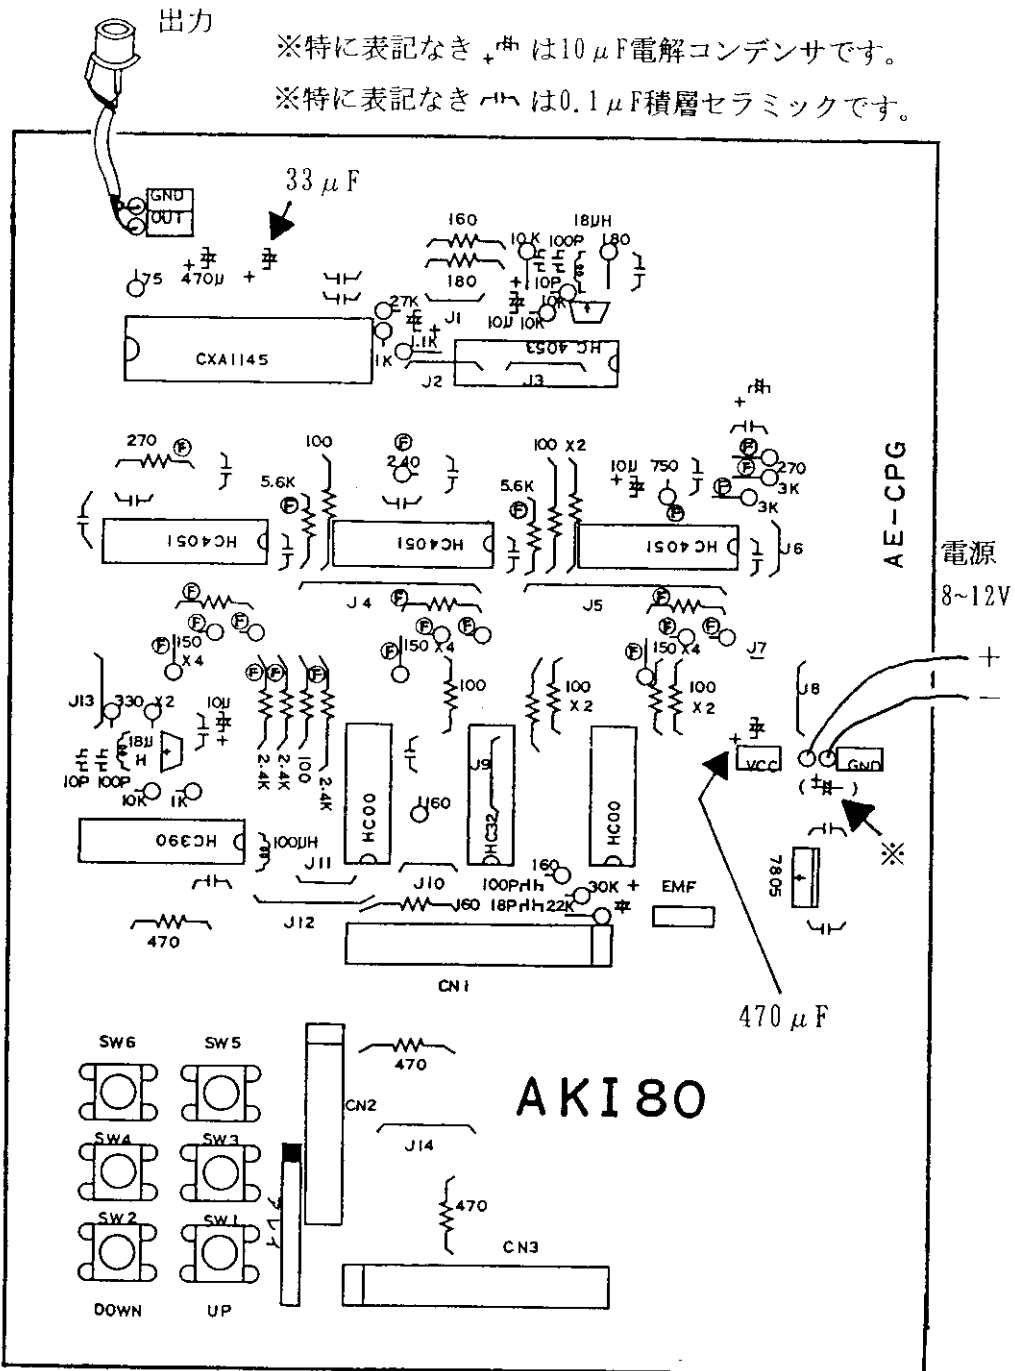 出力
※特に表記なき は10μF電解コンデンサです。
※特に表記なき は0.1μF積層セラミックです。
33μF
GND
OUT
75
470μ
160
180
J1
10K
100P
18μH
180
10P
10K
10μ
10K
27K
1K
1.1K
CXA1145
J2
HC 4053
J3
270
F
100
F
240
100 X2
10μ
750
F
F
270
3K
F
3K
5.6K
F
5.6K
F
F
HC4051
HC4051
HC4051
J6
AE-CPG
電源
8~12V
J4
J5
F
F
F
F
F
F
F
F
F
F
150
X4
F
150 X4
F
150 X4
J7
+
−
J13
330 X2
10μ
F
F
F
100
100
X2
100
X2
J8
18μ
H
10P
100P
10K
1K
2.4K
2.4K
100
2.4K
HC00
J9
HC32
HC00
VCC
GND
※
HC390
100μH
J11
J10
100P
160
30K
18P
22K
EMF
7805
J12
470
CN1
470μF
SW6
SW5
470
AKI80
CN2
SW4
SW3
J14
SW2
SW1
470
CN3
DOWN
UP